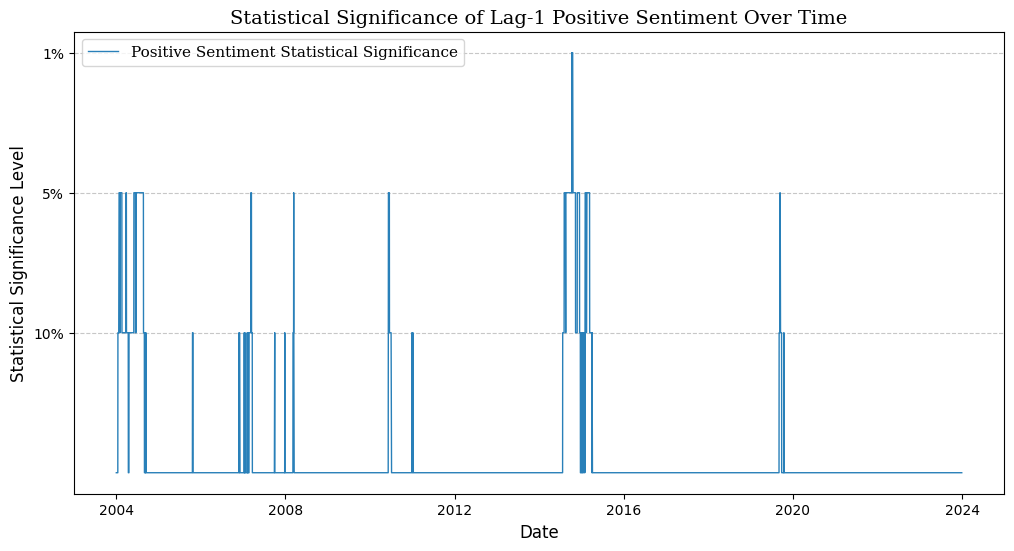 Statistical Significance of Lag-1 Positive Sentiment Over Time
Positive Sentiment Statistical Significance
1%
5%
10%
Statistical Significance Level
2004 2008 2012 2016 2020 2024
Date